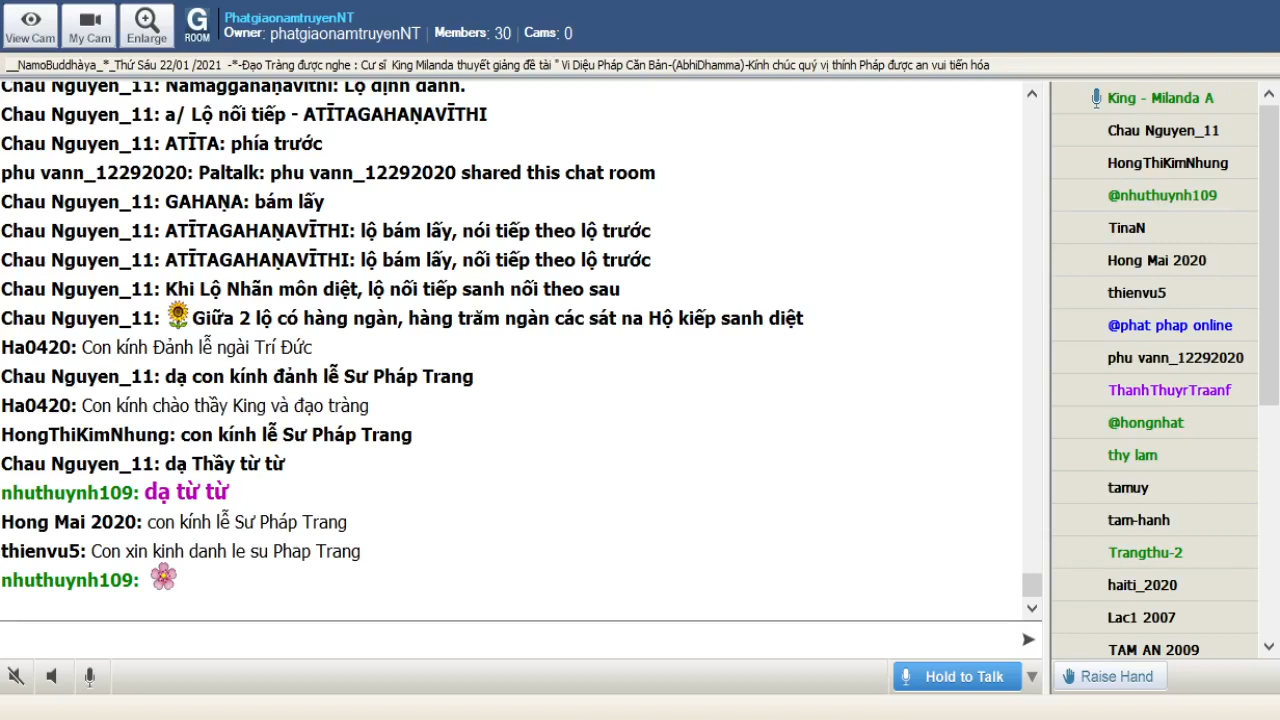 View Cam
My Cam
Enlarge
G
ROOM
PhatgiaonamtruyenNT
Owner: phatgiaonamtruyenNT | Members: 30 | Cams: 0
__NamoBuddhàya_*_Thứ Sáu 22/01 /2021 -*-Đạo Tràng được nghe : Cư sĩ King Milanda thuyết giảng đề tài " Vi Diệu Pháp Căn Bản-(AbhiDhamma)-Kính chúc quý vị thính Pháp được an vui tiến hóa
Chau Nguyen_11: Nāmaggahaṇavīthi: Lộ định danh.
Chau Nguyen_11: a/ Lộ nối tiếp - ATĪTAGAHAṆAVĪTHI
Chau Nguyen_11: ATĪTA: phía trước
phu vann_12292020: Paltalk: phu vann_12292020 shared this chat room
Chau Nguyen_11: GAHAṆA: bám lấy
Chau Nguyen_11: ATĪTAGAHAṆAVĪTHI: lộ bám lấy, nói tiếp theo lộ trước
Chau Nguyen_11: ATĪTAGAHAṆAVĪTHI: lộ bám lấy, nối tiếp theo lộ trước
Chau Nguyen_11: Khi Lộ Nhãn môn diệt, lộ nối tiếp sanh nối theo sau
Chau Nguyen_11: 🌻Giữa 2 lộ có hàng ngàn, hàng trăm ngàn các sát na Hộ kiếp sanh diệt
Ha0420: Con kính Đảnh lễ ngài Trí Đức
Chau Nguyen_11: dạ con kính đảnh lễ Sư Pháp Trang
Ha0420: Con kính chào thầy King và đạo tràng
HongThiKimNhung: con kính lễ Sư Pháp Trang
Chau Nguyen_11: dạ Thầy từ từ
nhuthuynh109: dạ từ từ
Hong Mai 2020: con kính lễ Sư Pháp Trang
thienvu5: Con xin kinh danh le su Phap Trang
nhuthuynh109: 🌸
Hold to Talk
King - Milanda A
Chau Nguyen_11
HongThiKimNhung
@nhuthuynh109
TinaN
Hong Mai 2020
thienvu5
@phat phap online
phu vann_12292020
ThanhThuyrTraanf
@hongnhat
thy lam
tamuy
tam-hanh
Trangthu-2
haiti_2020
Lac1 2007
TAM AN 2009
Raise Hand